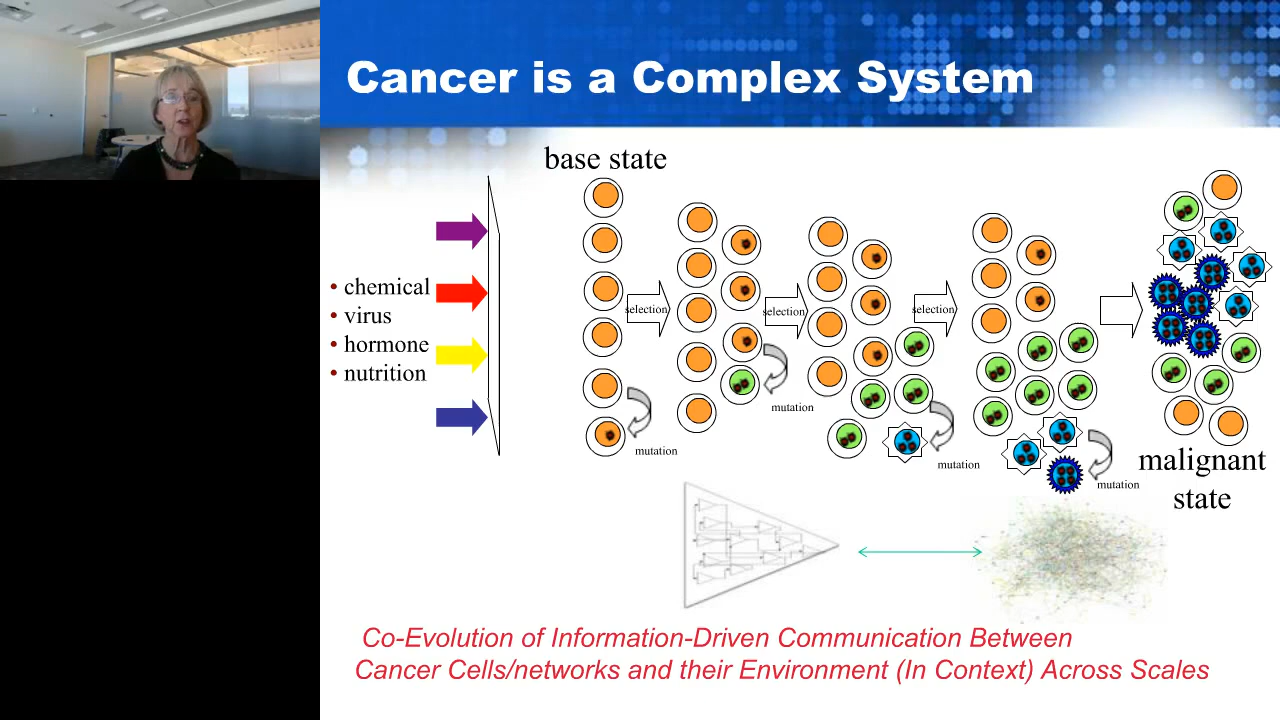 Cancer is a Complex System
base state
• chemical
• virus
• hormone
• nutrition
selection
selection
selection
mutation
mutation
mutation
mutation
malignant
state
Co-Evolution of Information-Driven Communication Between
Cancer Cells/networks and their Environment (In Context) Across Scales